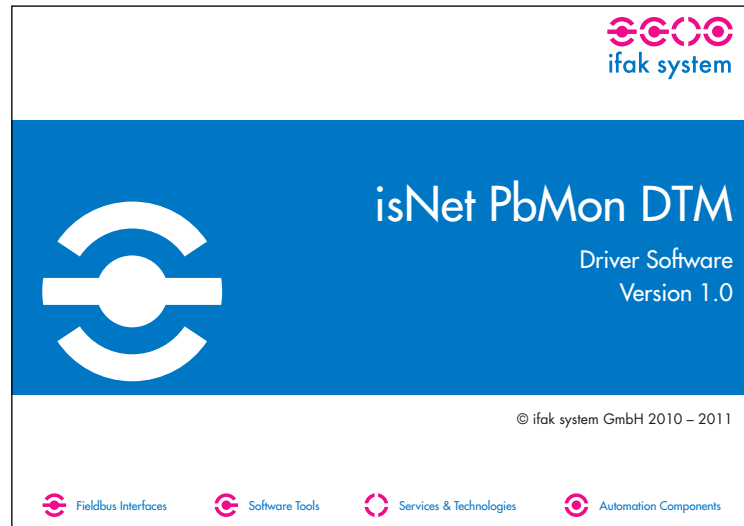 ifak system
isNet PbMon DTM
Driver Software
Version 1.0
© ifak system GmbH 2010 – 2011
Fieldbus Interfaces Software Tools Services & Technologies Automation Components